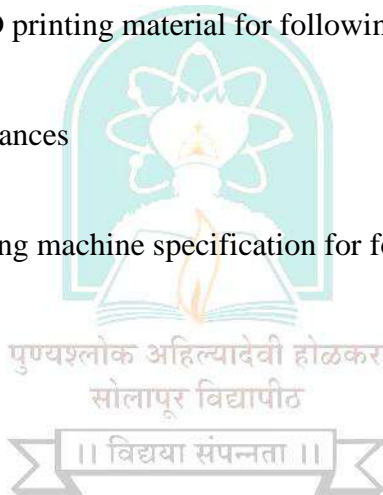 printing material for followin
ances
ng machine specification for fo
पुण्यश्लोक अहिल्यादेवी होळकर
सोलापूर विद्यापीठ
।। विद्यया संपन्नता ।।